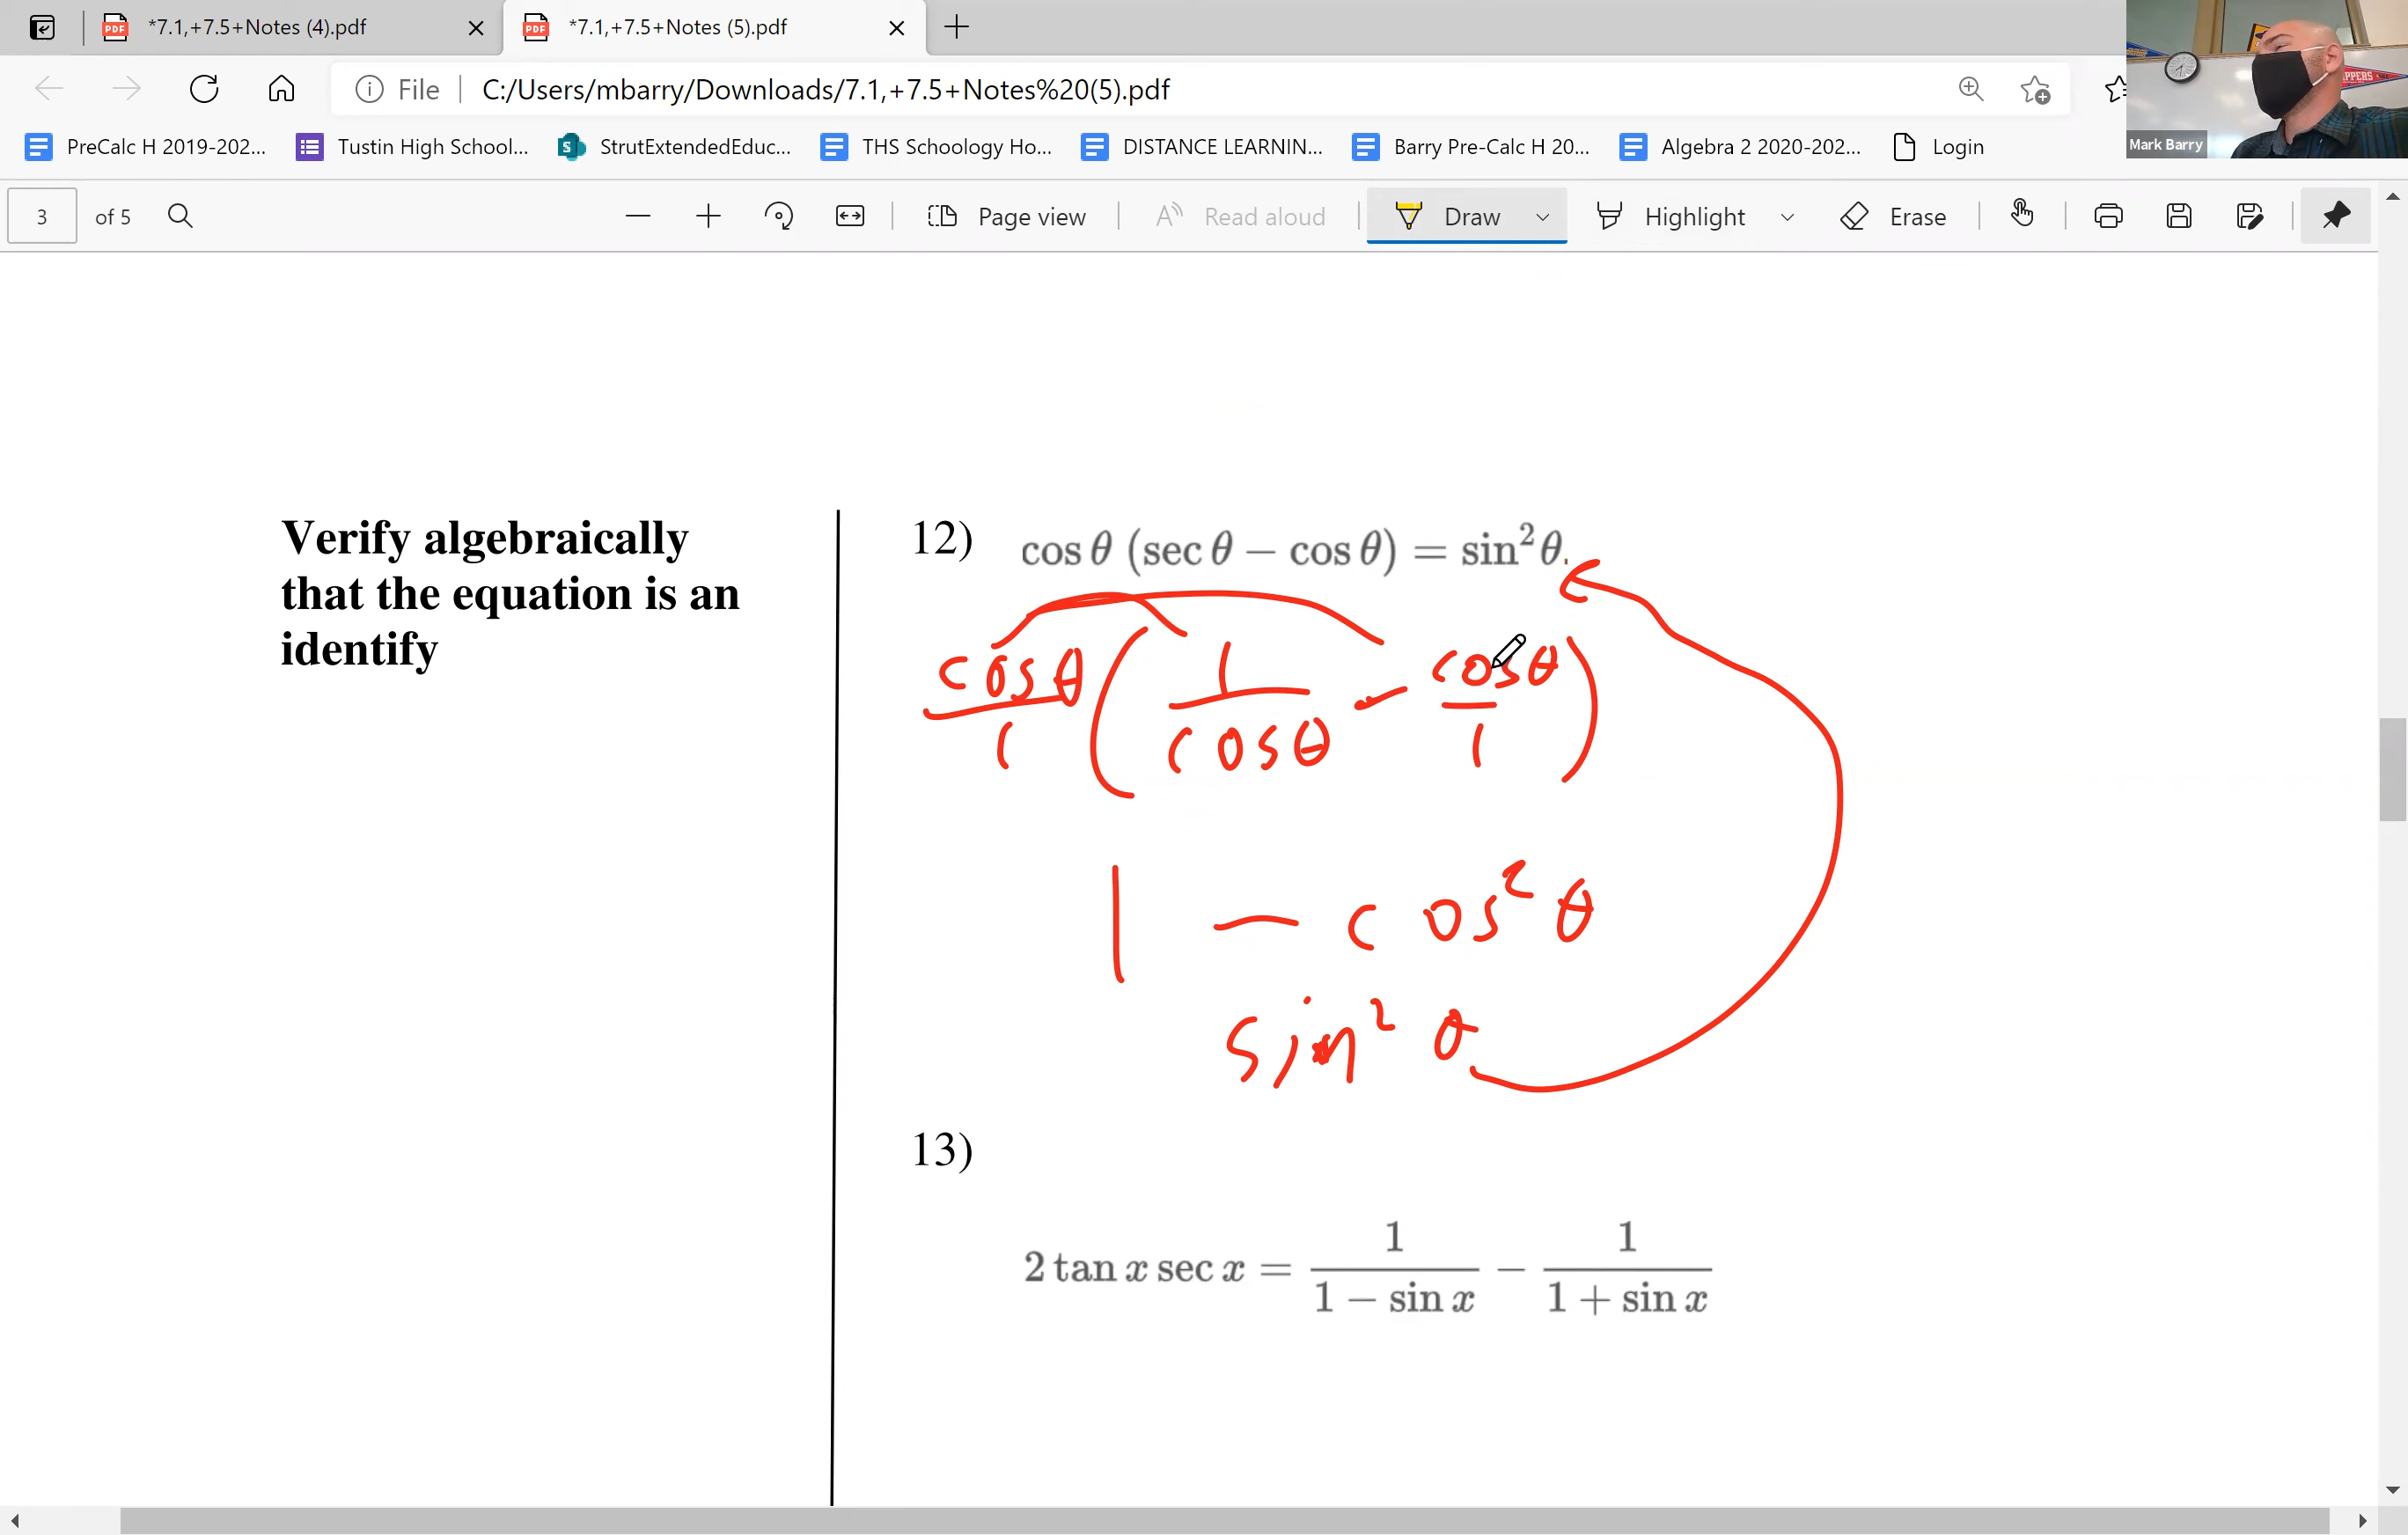 *7.1,+7.5+Notes (4).pdf
*7.1,+7.5+Notes (5).pdf
File
C:/Users/mbarry/Downloads/7.1,+7.5+Notes%20(5).pdf
PreCalc H 2019-202...
Tustin High School...
StrutExtendedEduc...
THS Schoology Ho...
DISTANCE LEARNIN...
Barry Pre-Calc H 20...
Algebra 2 2020-202...
Login
Mark Barry
3 of 5
Page view
Read aloud
Draw
Highlight
Erase
Verify algebraically
that the equation is an
identify
12) cos θ (sec θ − cos θ) = sin² θ.
cosθ/1 (1/cosθ − cosθ/1)
1 − cos² θ
sin² θ
13)
2 tan x sec x = 1/(1 − sin x) − 1/(1 + sin x)